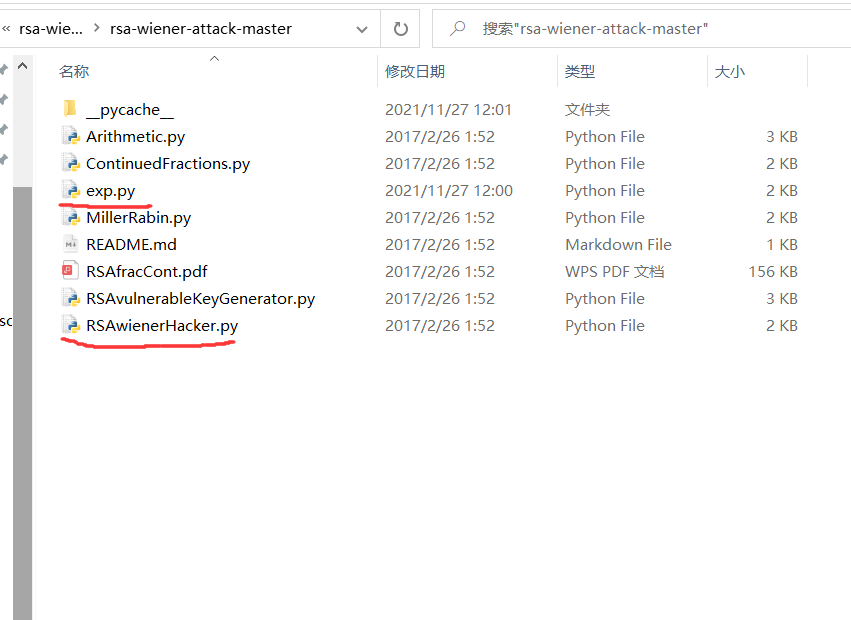 « rsa-wie... > rsa-wiener-attack-master 搜索"rsa-wiener-attack-master"
名称 修改日期 类型 大小
__pycache__ 2021/11/27 12:01 文件夹
Arithmetic.py 2017/2/26 1:52 Python File 3 KB
ContinuedFractions.py 2017/2/26 1:52 Python File 2 KB
exp.py 2021/11/27 12:00 Python File 2 KB
MillerRabin.py 2017/2/26 1:52 Python File 2 KB
README.md 2017/2/26 1:52 Markdown File 1 KB
RSAfracCont.pdf 2017/2/26 1:52 WPS PDF 文档 156 KB
RSAvulnerableKeyGenerator.py 2017/2/26 1:52 Python File 3 KB
sc
RSAwienerHacker.py 2017/2/26 1:52 Python File 2 KB